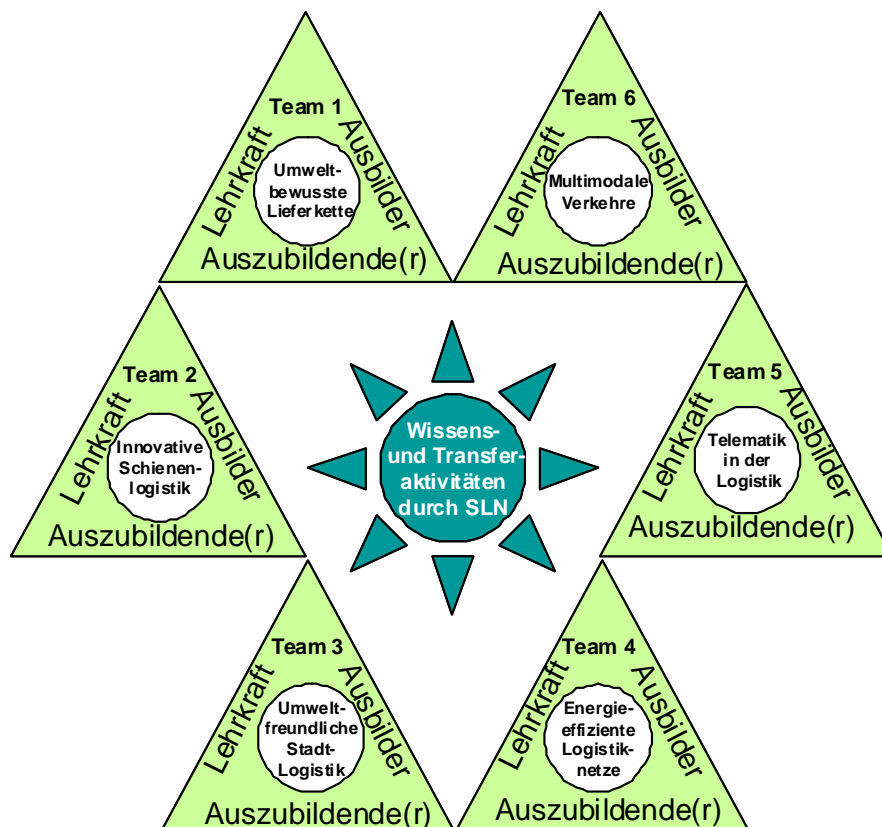 Team 1
Lehrkraft
Ausbilder
Umwelt-
bewusste
Lieferkette
Auszubildende(r)
Team 6
Lehrkraft
Ausbilder
Multimodale
Verkehre
Auszubildende(r)
Team 2
Lehrkraft
Ausbilder
Innovative
Schienen-
logistik
Auszubildende(r)
Wissens-
und Transfer-
aktivitäten
durch SLN
Team 5
Lehrkraft
Ausbilder
Telematik
in der
Logistik
Auszubildende(r)
Team 3
Lehrkraft
Ausbilder
Umwelt-
freundliche
Stadt-
Logistik
Auszubildende(r)
Team 4
Lehrkraft
Ausbilder
Energie-
effiziente
Logistik-
netze
Auszubildende(r)